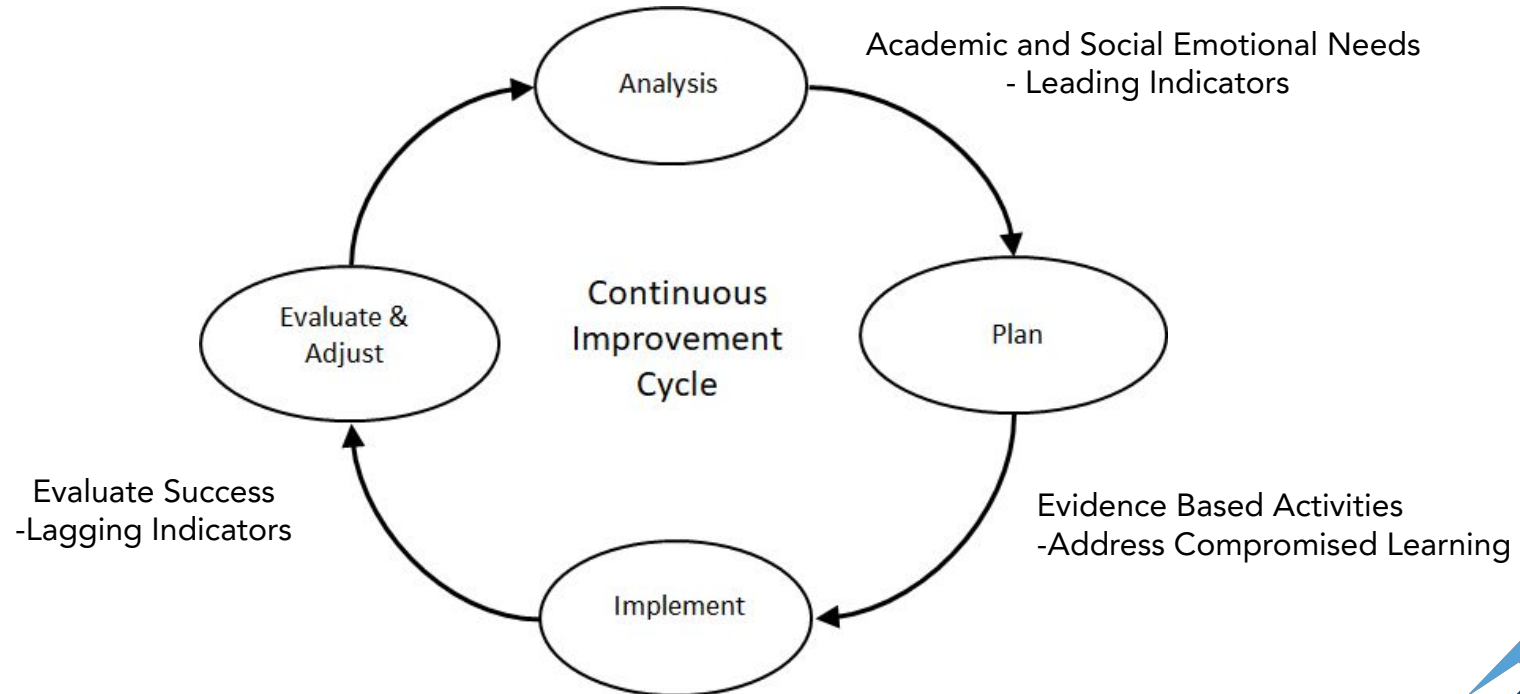 Analysis
Academic and Social Emotional Needs
- Leading Indicators
Plan
Continuous
Improvement
Cycle
Evaluate &
Adjust
Evaluate Success
-Lagging Indicators
Evidence Based Activities
-Address Compromised Learning
Implement